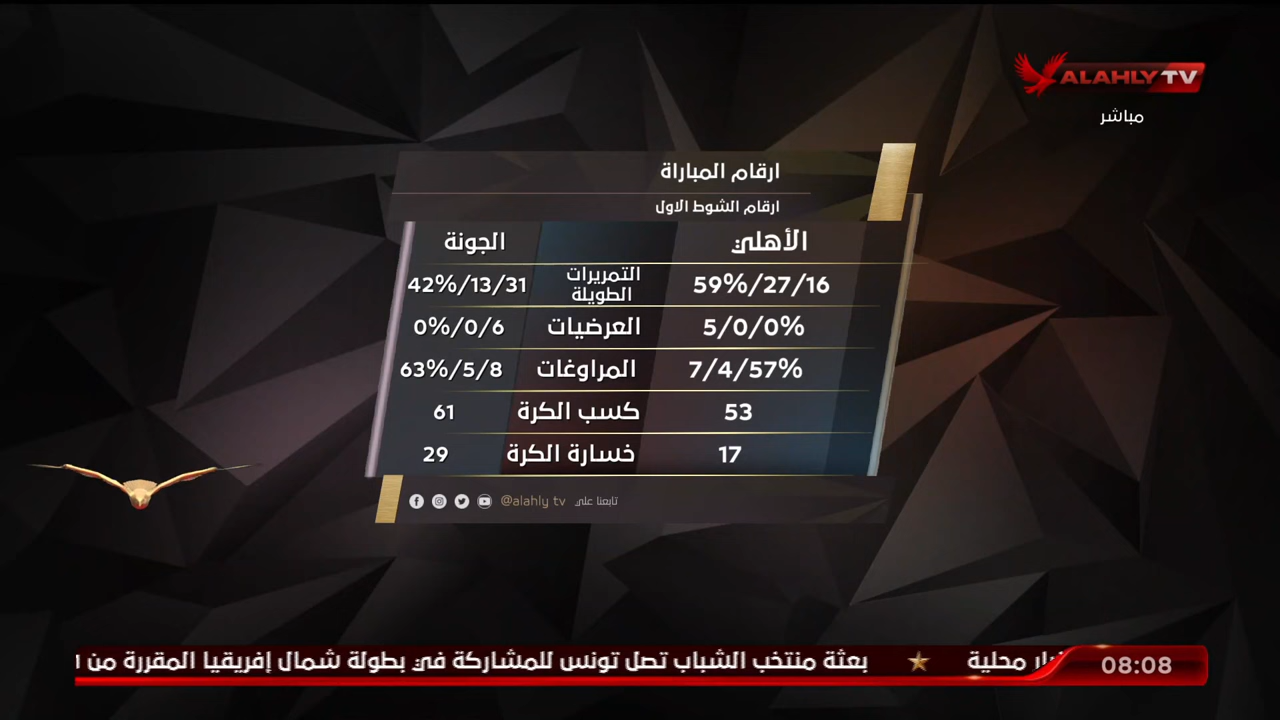 ALAHLY TV
مباشر
ارقام المباراة
ارقام الشوط الاول
الأهلي الجونة
59%/27/16 التمريرات الطويلة 42%/13/31
5/0/0% العرضيات 0%/0/6
7/4/57% المراوغات 63%/5/8
53 كسب الكرة 61
17 خسارة الكرة 29
تابعنا علي @alahly tv
08:08 محلية ★ بعثة منتخب الشباب تصل تونس للمشاركة في بطولة شمال إفريقيا المقررة من